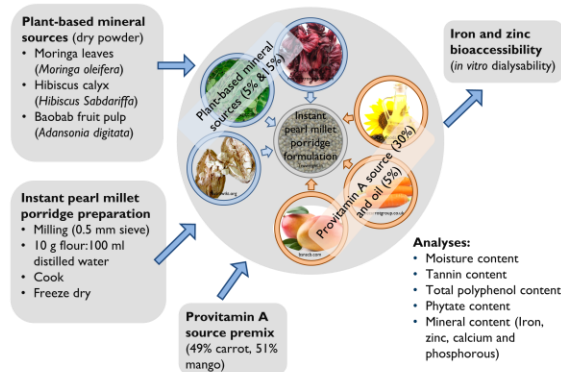 Plant-based mineral
sources (dry powder)
• Moringa leaves
(Moringa oleifera)
• Hibiscus calyx
(Hibiscus Sabdariffa)
• Baobab fruit pulp
(Adansonia digitata)
Instant pearl millet
porridge preparation
• Milling (0.5 mm sieve)
• 10 g flour:100 ml
distilled water
• Cook
• Freeze dry
Plant-based mineral
sources (5% &15%)
Instant
pearl millet
porridge
formulation
Provitamin A source (30%)
and oil (5%)
Provitamin A
source premix
(49% carrot, 51%
mango)
Iron and zinc
bioaccessibility
(in vitro dialysability)
Analyses:
• Moisture content
• Tannin content
• Total polyphenol content
• Phytate content
• Mineral content (Iron,
zinc, calcium and
phosphorous)